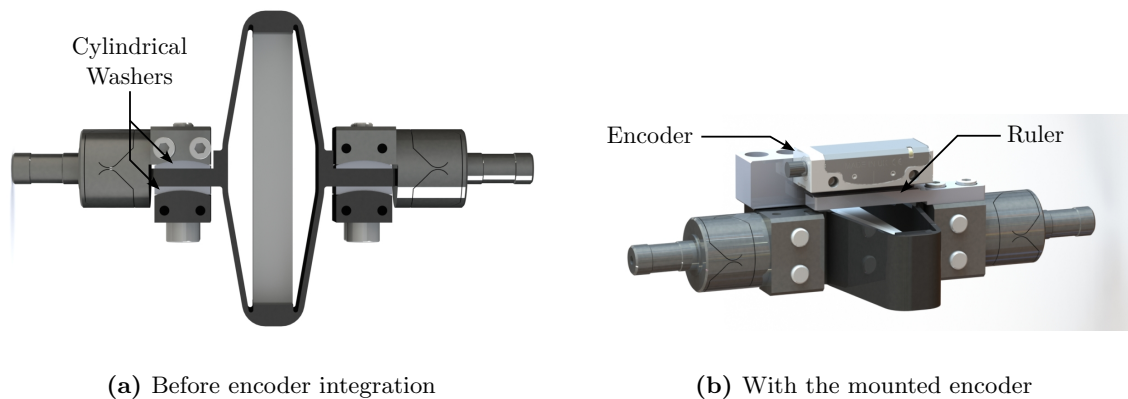 Cylindrical
Washers
Encoder
Ruler
(a) Before encoder integration
(b) With the mounted encoder